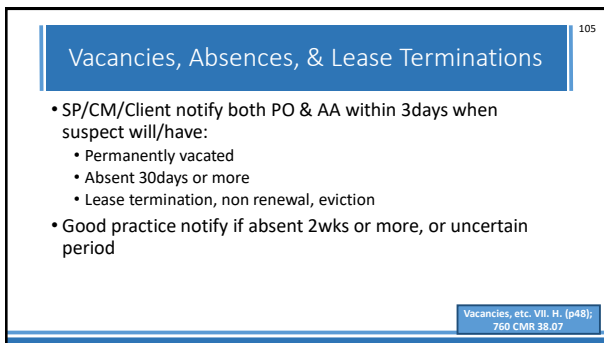 105
Vacancies, Absences, & Lease Terminations
• SP/CM/Client notify both PO & AA within 3days when
suspect will/have:
• Permanently vacated
• Absent 30days or more
• Lease termination, non renewal, eviction
• Good practice notify if absent 2wks or more, or uncertain
period
Vacancies, etc. VII. H. (p48);
760 CMR 38.07